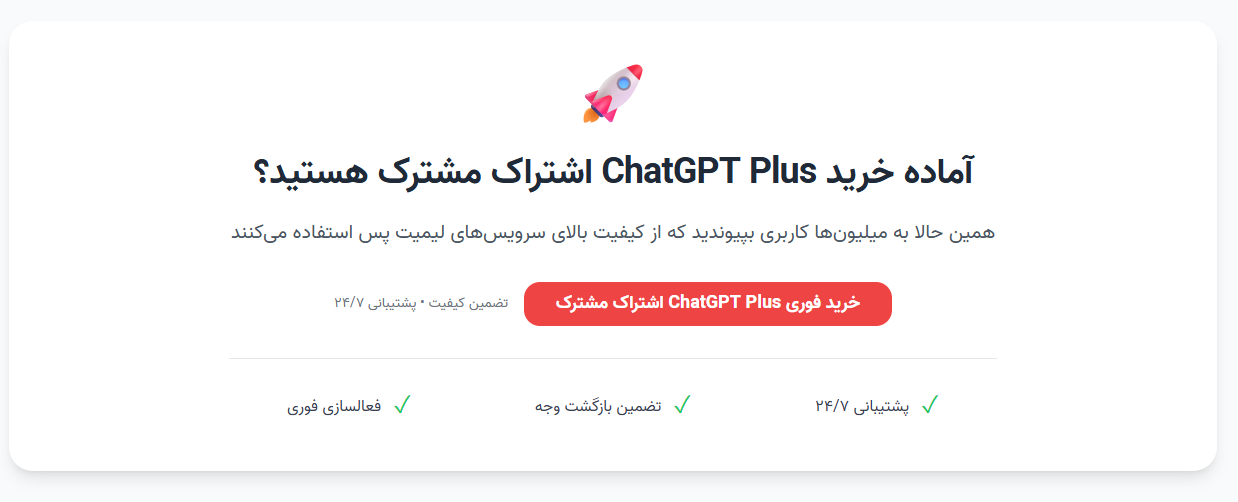 آماده خرید ChatGPT Plus اشتراک مشترک هستید؟
همین حالا به میلیون‌ها کاربری بپیوندید که از کیفیت بالای سرویس‌های لیمیت پس استفاده می‌کنند
خرید فوری ChatGPT Plus اشتراک مشترک
تضمین کیفیت • پشتیبانی ۲۴/۷
پشتیبانی ۲۴/۷
تضمین بازگشت وجه
فعالسازی فوری